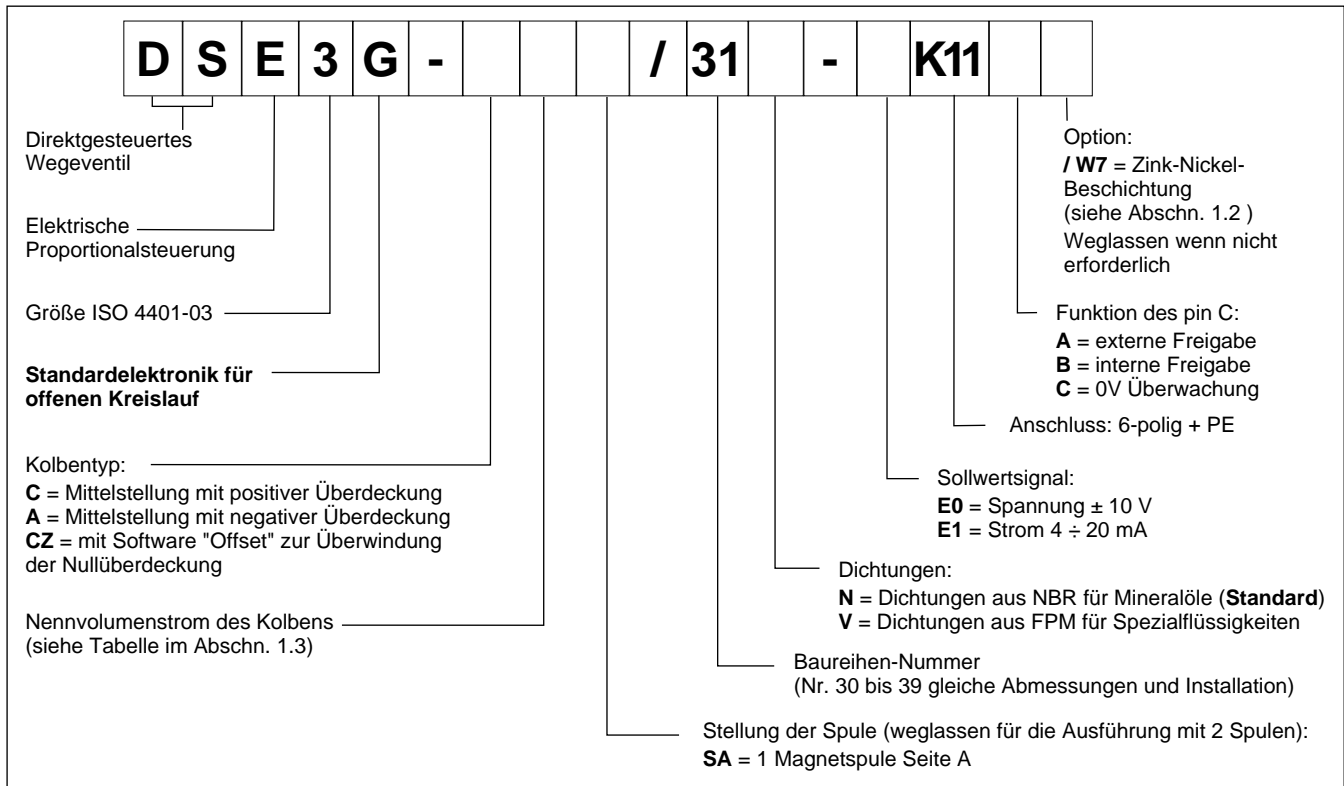 D S E 3 G - / 31 - K11
Direktgesteuertes
Wegeventil
Elektrische
Proportionalsteuerung
Größe ISO 4401-03
Standardelektronik für
offenen Kreislauf
Kolbentyp:
C = Mittelstellung mit positiver Überdeckung
A = Mittelstellung mit negativer Überdeckung
CZ = mit Software "Offset" zur Überwindung
der Nullüberdeckung
Nennvolumenstrom des Kolbens
(siehe Tabelle im Abschn. 1.3)
Option:
/ W7 = Zink-Nickel-
Beschichtung
(siehe Abschn. 1.2 )
Weglassen wenn nicht
erforderlich
Funktion des pin C:
A = externe Freigabe
B = interne Freigabe
C = 0V Überwachung
Anschluss: 6-polig + PE
Sollwertsignal:
E0 = Spannung ± 10 V
E1 = Strom 4 ÷ 20 mA
Dichtungen:
N = Dichtungen aus NBR für Mineralöle (Standard)
V = Dichtungen aus FPM für Spezialflüssigkeiten
Baureihen-Nummer
(Nr. 30 bis 39 gleiche Abmessungen und Installation)
Stellung der Spule (weglassen für die Ausführung mit 2 Spulen):
SA = 1 Magnetspule Seite A